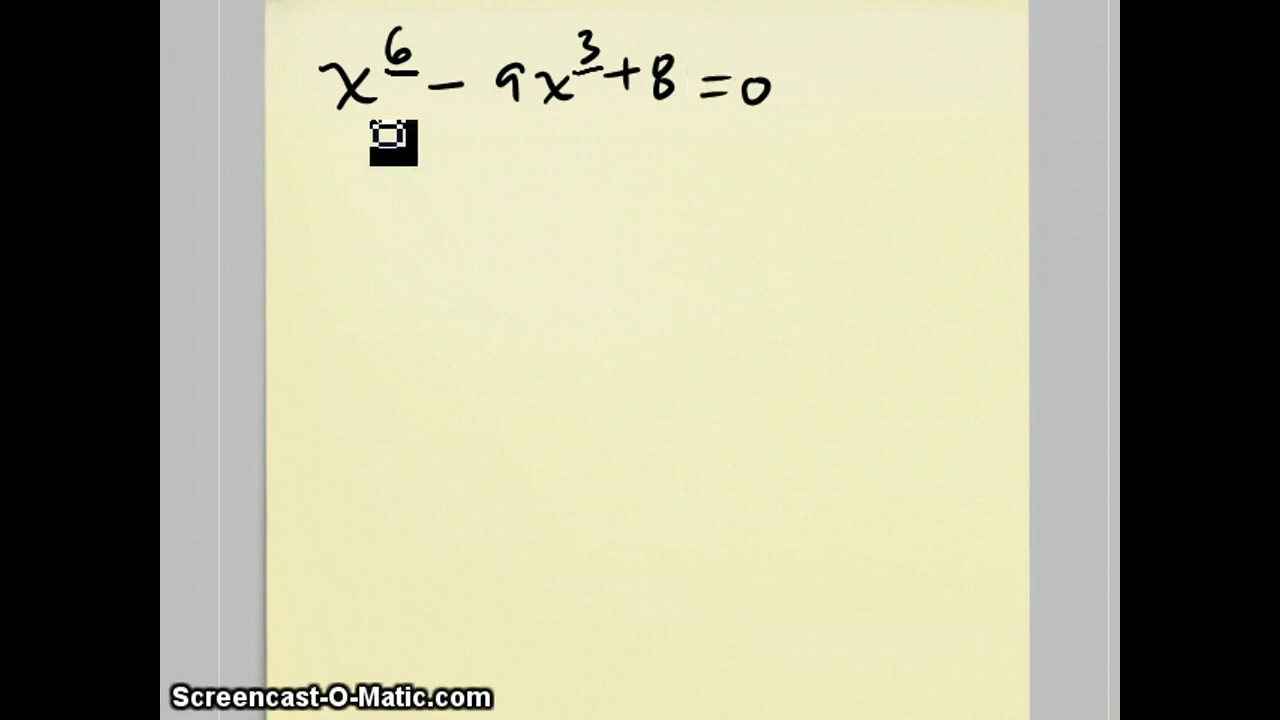 x⁶ - 9x³ + 8 = 0
Screencast-O-Matic.com